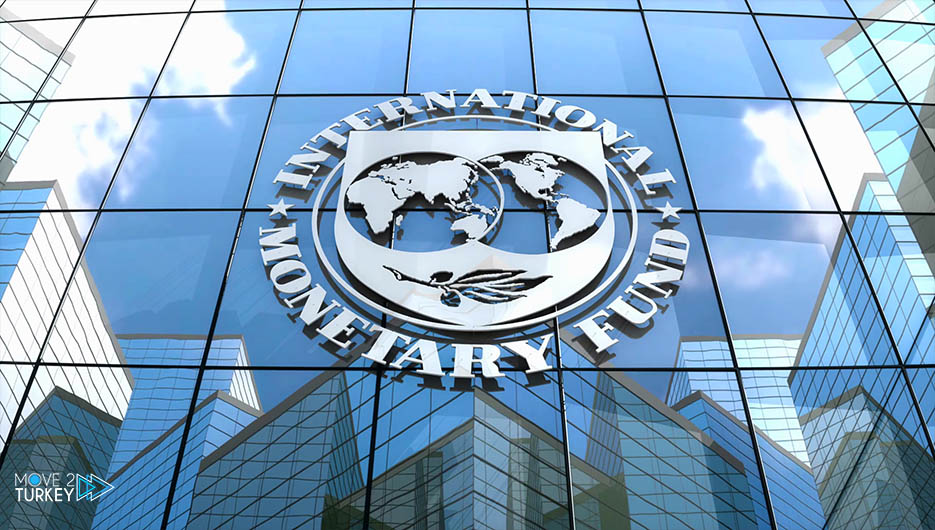 INTERNATIONAL
MONETARY FUND
MOVE 2
TURKEY